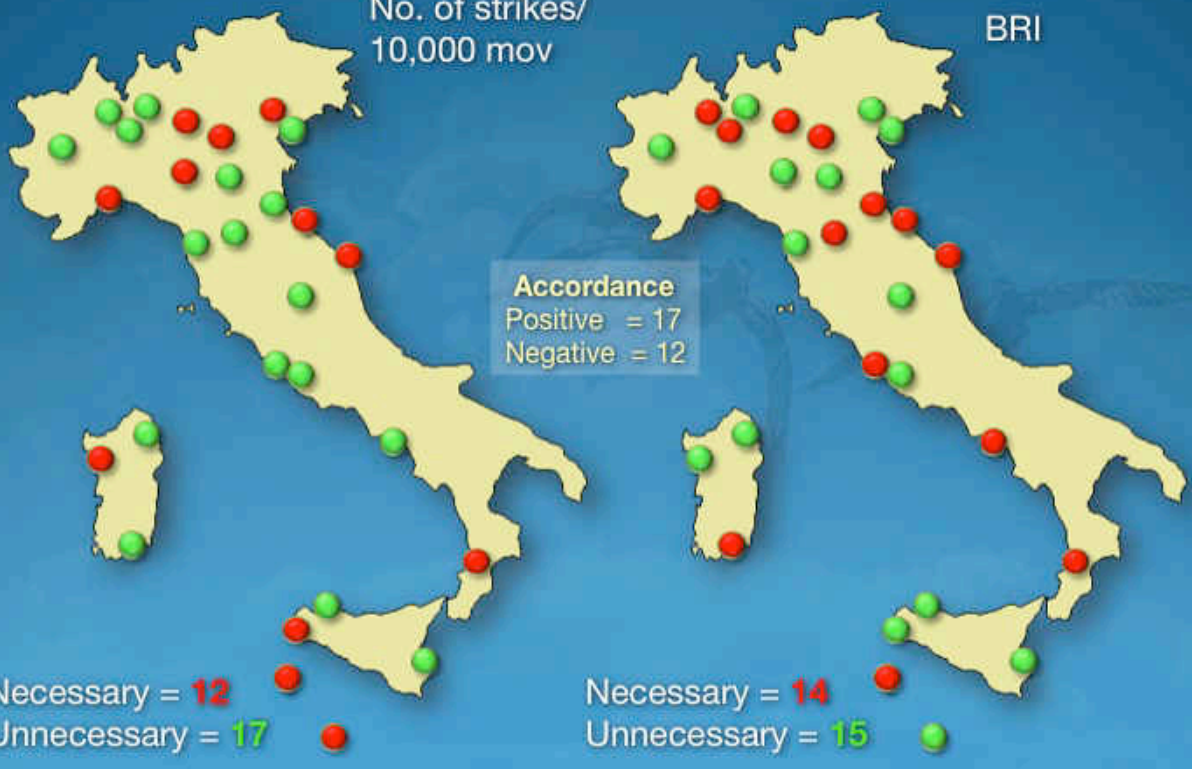 No. of strikes/
10,000 mov
BRI
Accordance
Positive = 17
Negative = 12
Necessary = 12
Unnecessary = 17
Necessary = 14
Unnecessary = 15